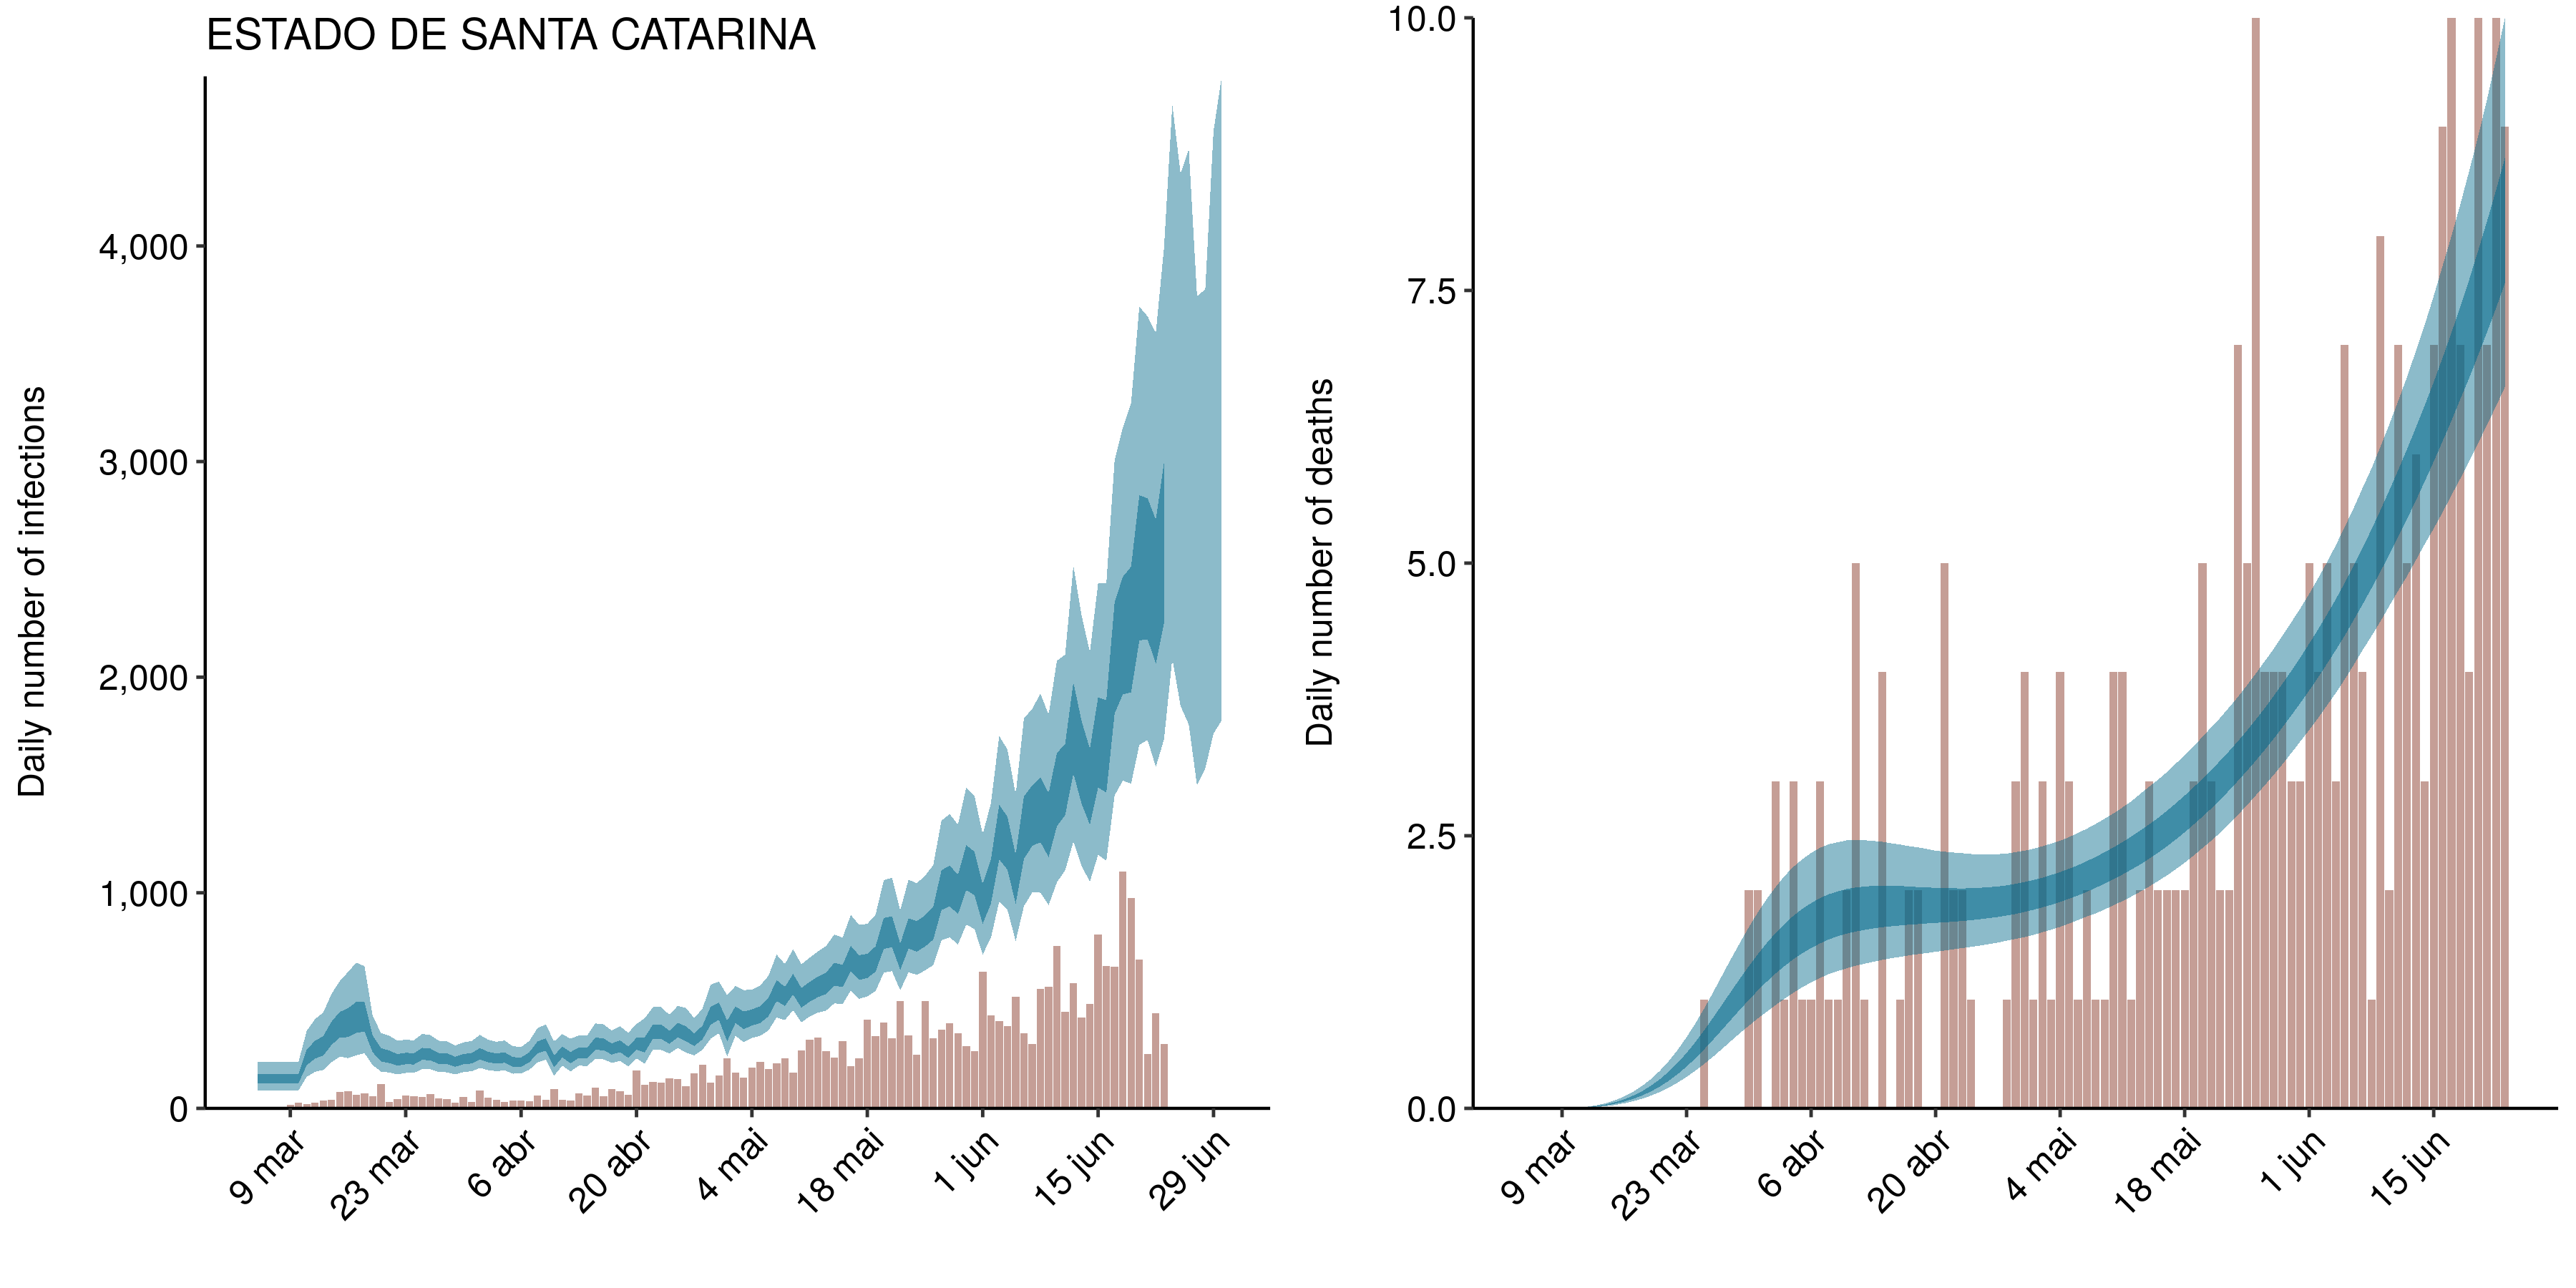 ESTADO DE SANTA CATARINA
Daily number of infections
4,000
3,000
2,000
1,000
0
9 mar
23 mar
6 abr
20 abr
4 mai
18 mai
1 jun
15 jun
29 jun
Daily number of deaths
10.0
7.5
5.0
2.5
0.0
9 mar
23 mar
6 abr
20 abr
4 mai
18 mai
1 jun
15 jun